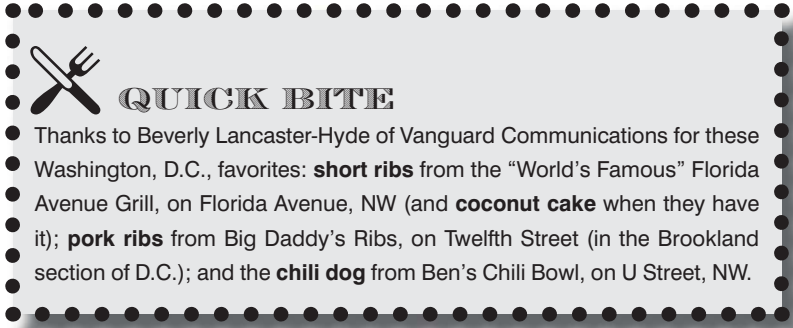 QUICK BITE
Thanks to Beverly Lancaster-Hyde of Vanguard Communications for these
Washington, D.C., favorites: short ribs from the “World’s Famous” Florida
Avenue Grill, on Florida Avenue, NW (and coconut cake when they have
it); pork ribs from Big Daddy’s Ribs, on Twelfth Street (in the Brookland
section of D.C.); and the chili dog from Ben’s Chili Bowl, on U Street, NW.